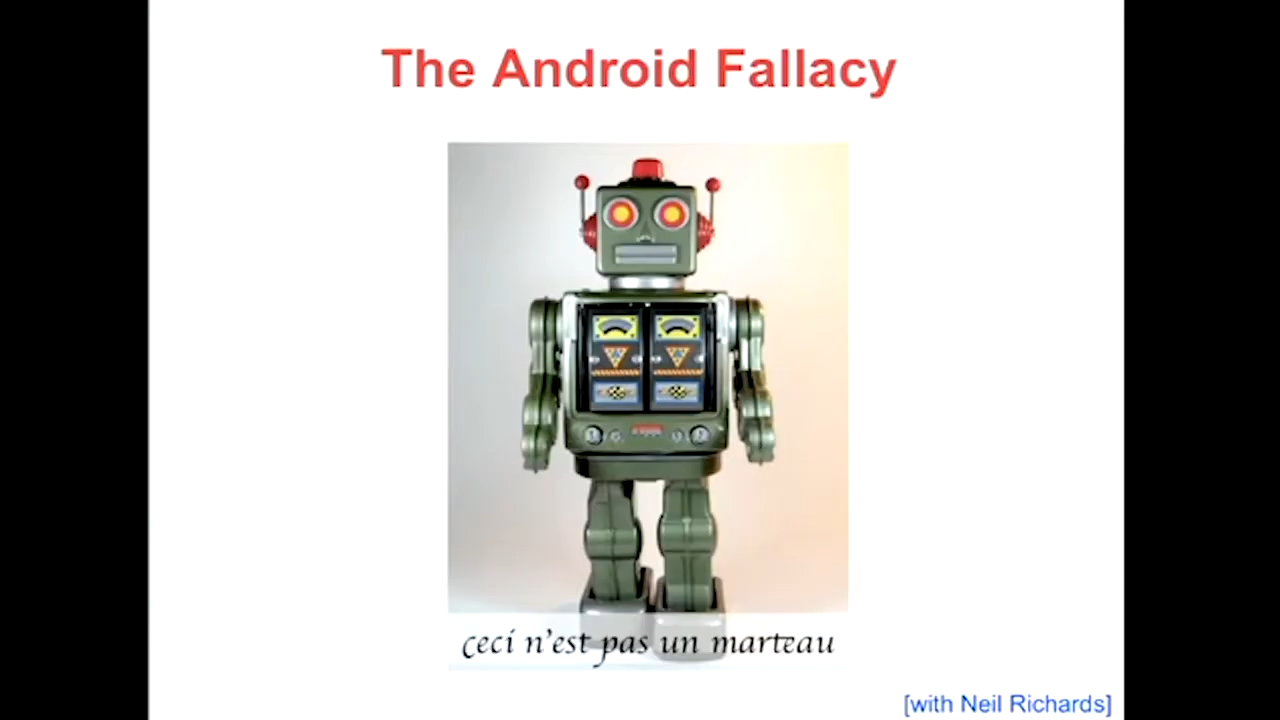 The Android Fallacy
ceci n'est pas un marteau
[with Neil Richards]